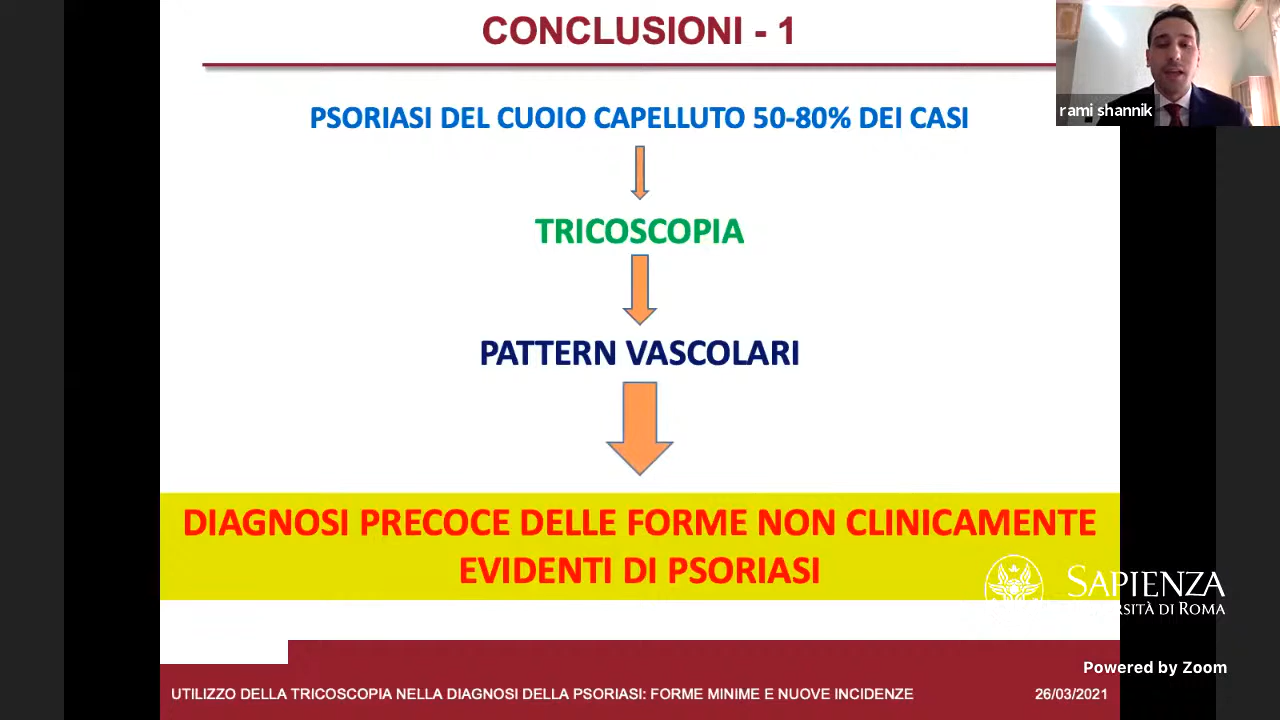 CONCLUSIONI - 1
rami shannik
PSORIASI DEL CUOIO CAPELLUTO 50-80% DEI CASI
TRICOSCOPIA
PATTERN VASCOLARI
DIAGNOSI PRECOCE DELLE FORME NON CLINICAMENTE
EVIDENTI DI PSORIASI
SAPIENZA
DI ROMA
Powered by Zoom
UTILIZZO DELLA TRICOSCOPIA NELLA DIAGNOSI DELLA PSORIASI: FORME MINIME E NUOVE INCIDENZE
26/03/2021